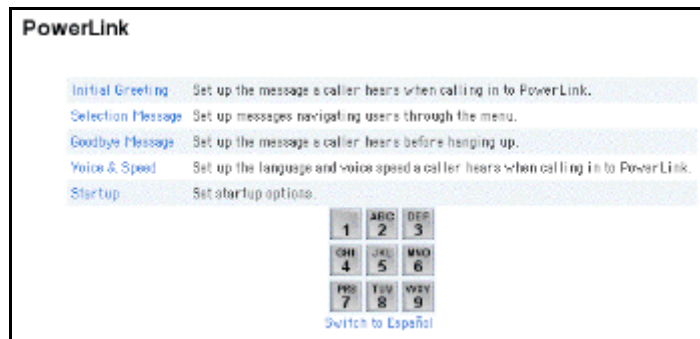 PowerLink
Initial Greeting Set up the message a caller hears when calling in to PowerLink.
Selection Message Set up messages navigating users through the menu.
Goodbye Message Set up the message a caller hears before hanging up.
Voice & Speed Set up the language and voice speed a caller hears when calling in to PowerLink.
Startup Set startup options.
ABC DEF
1 2 3
GHI JKL MNO
4 5 6
PRS TUV WXY
7 8 9
Switch to Español